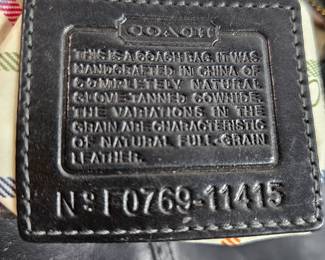 COACH
THIS IS A COACH BAG. IT WAS
HANDCRAFTED IN CHINA OF
COMPLETELY NATURAL
GLOVE TANNED COWHIDE.
THE VARIATIONS IN THE
GRAIN ARE CHARACTERISTIC
OF NATURAL FULL-GRAIN
LEATHER.
Nº F0769-11415